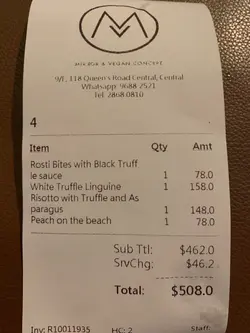 & VEGAN CONCEPT
9/F, 118 Queen's Road Central, Central
Whatsapp: 9688 2521
Tel: 2868 0810
4
Item Qty Amt
Rosti Bites with Black Truff
le sauce 1 78.0
White Truffle Linguine 1 158.0
Risotto with Truffle and As
paragus 1 148.0
Peach on the beach 1 78.0
Sub Ttl: $462.0
SrvChg: $46.2
Total: $508.0
Inv: R10011935 HC: 2 Staff: